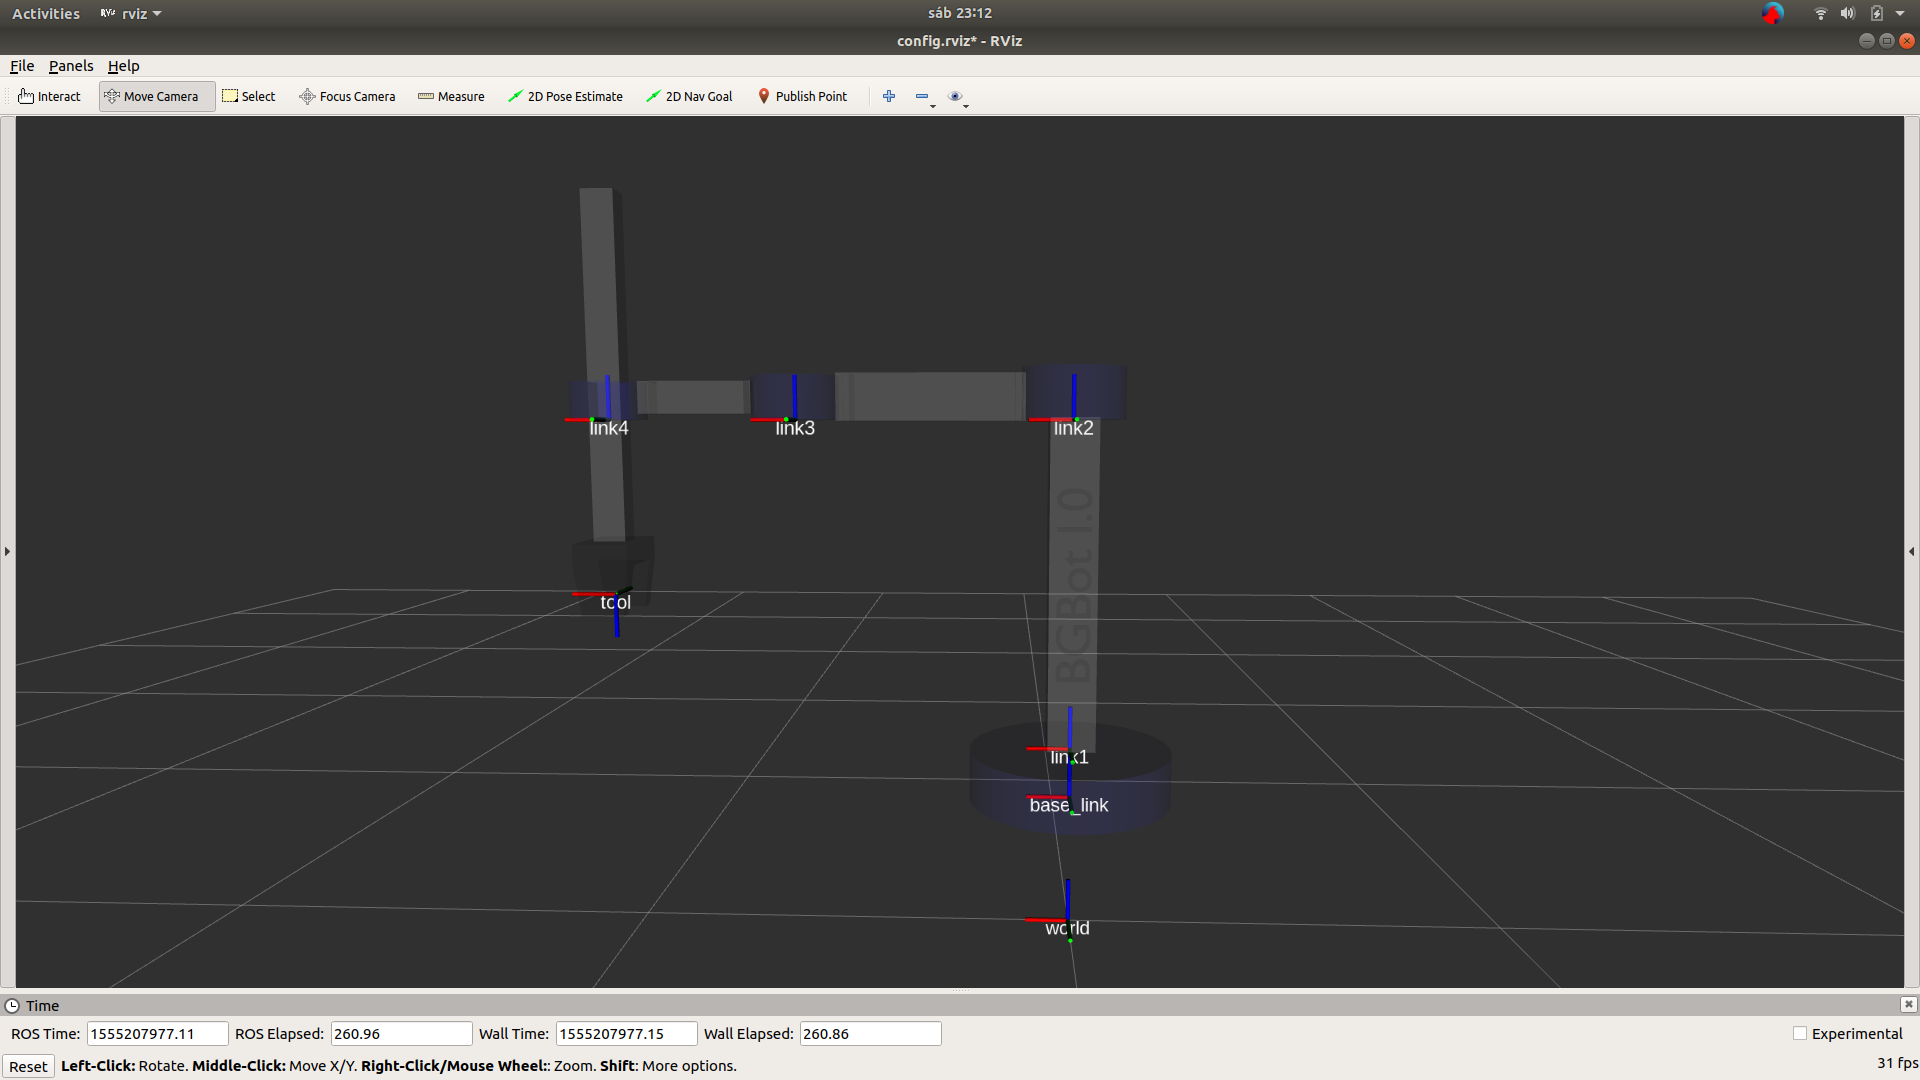 Activities rviz sáb 23:12
config.rviz* - RViz
File Panels Help
Interact Move Camera Select Focus Camera Measure 2D Pose Estimate 2D Nav Goal Publish Point
link4 link3 link2
BGBot 1.0
tool
link1
base_link
world
Time
ROS Time: 1555207977.11 ROS Elapsed: 260.96 Wall Time: 1555207977.15 Wall Elapsed: 260.86 Experimental
Reset Left-Click: Rotate. Middle-Click: Move X/Y. Right-Click/Mouse Wheel:: Zoom. Shift: More options. 31 fps